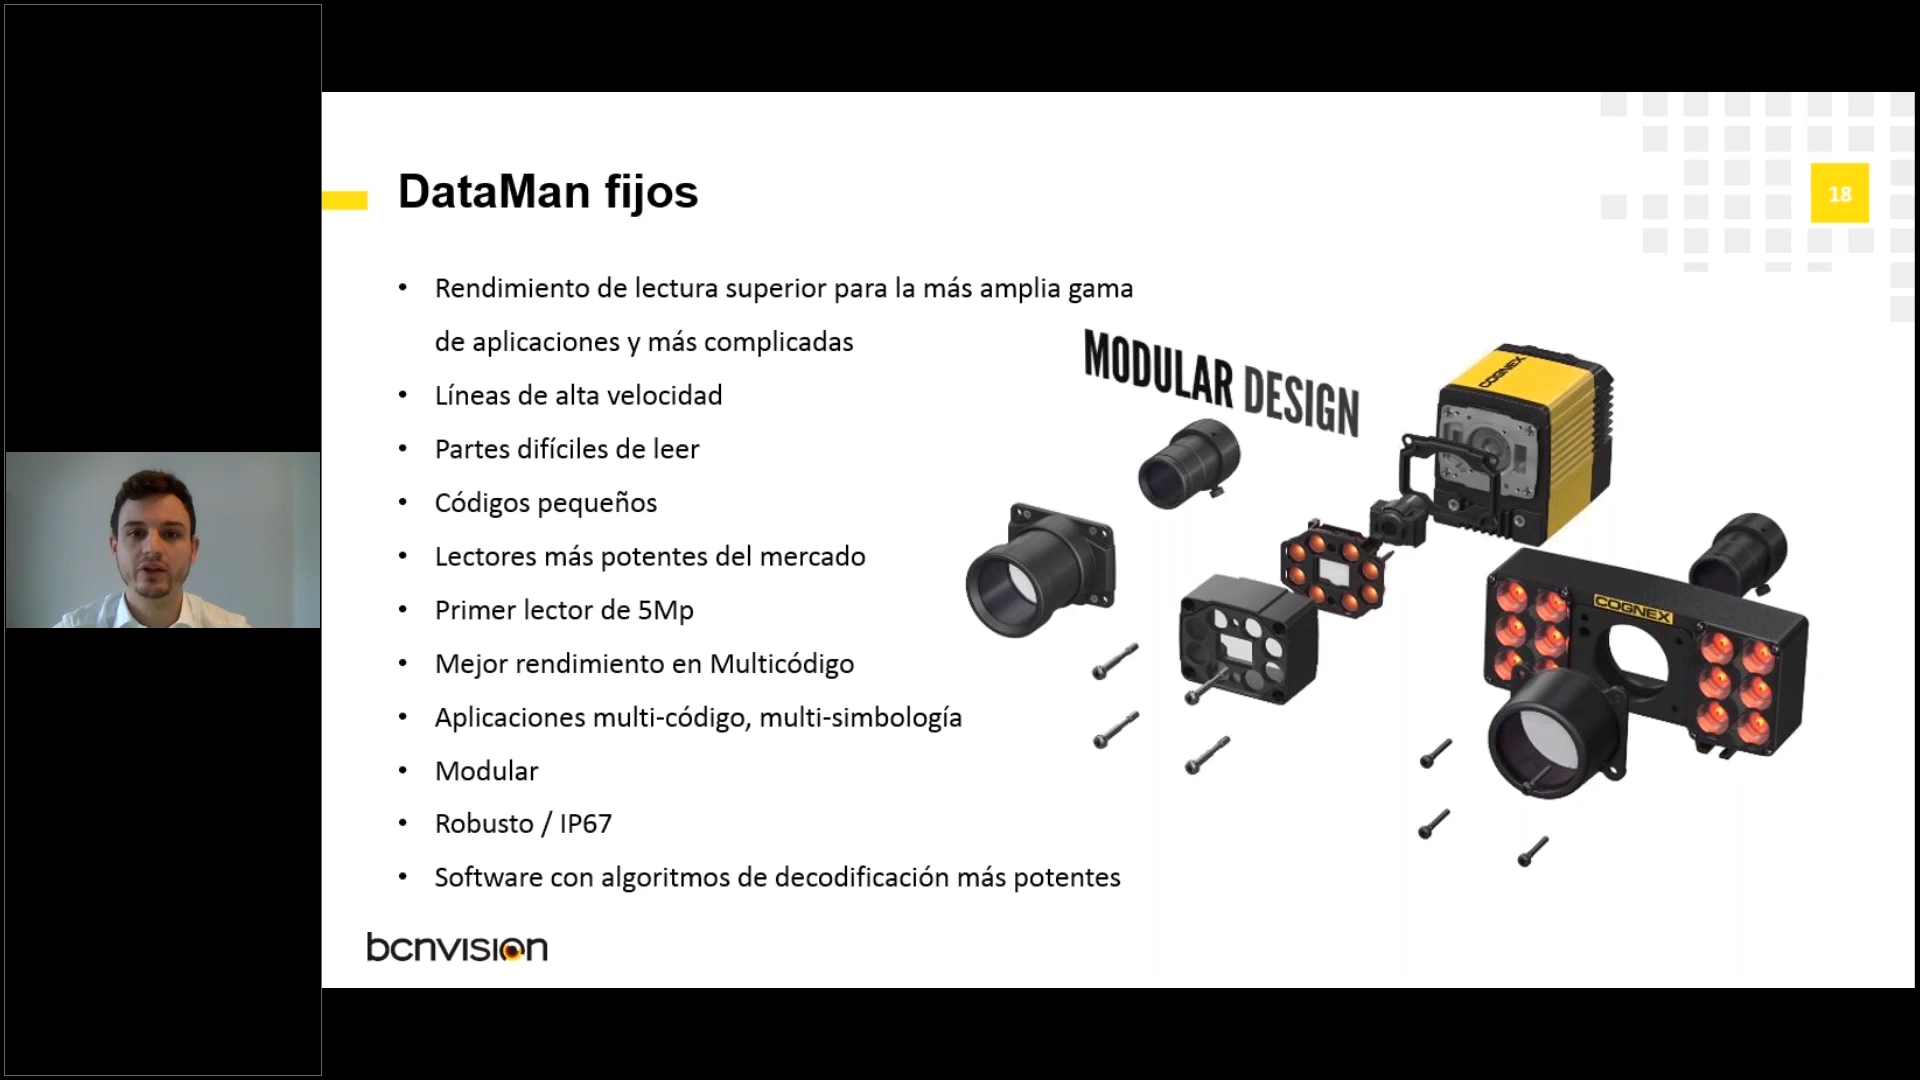 DataMan fijos
18
• Rendimiento de lectura superior para la más amplia gama
de aplicaciones y más complicadas
• Líneas de alta velocidad
• Partes difíciles de leer
• Códigos pequeños
• Lectores más potentes del mercado
• Primer lector de 5Mp
• Mejor rendimiento en Multicódigo
• Aplicaciones multi-código, multi-simbología
• Modular
• Robusto / IP67
• Software con algoritmos de decodificación más potentes
MODULAR DESIGN
COGNEX
COGNEX
bcnvision